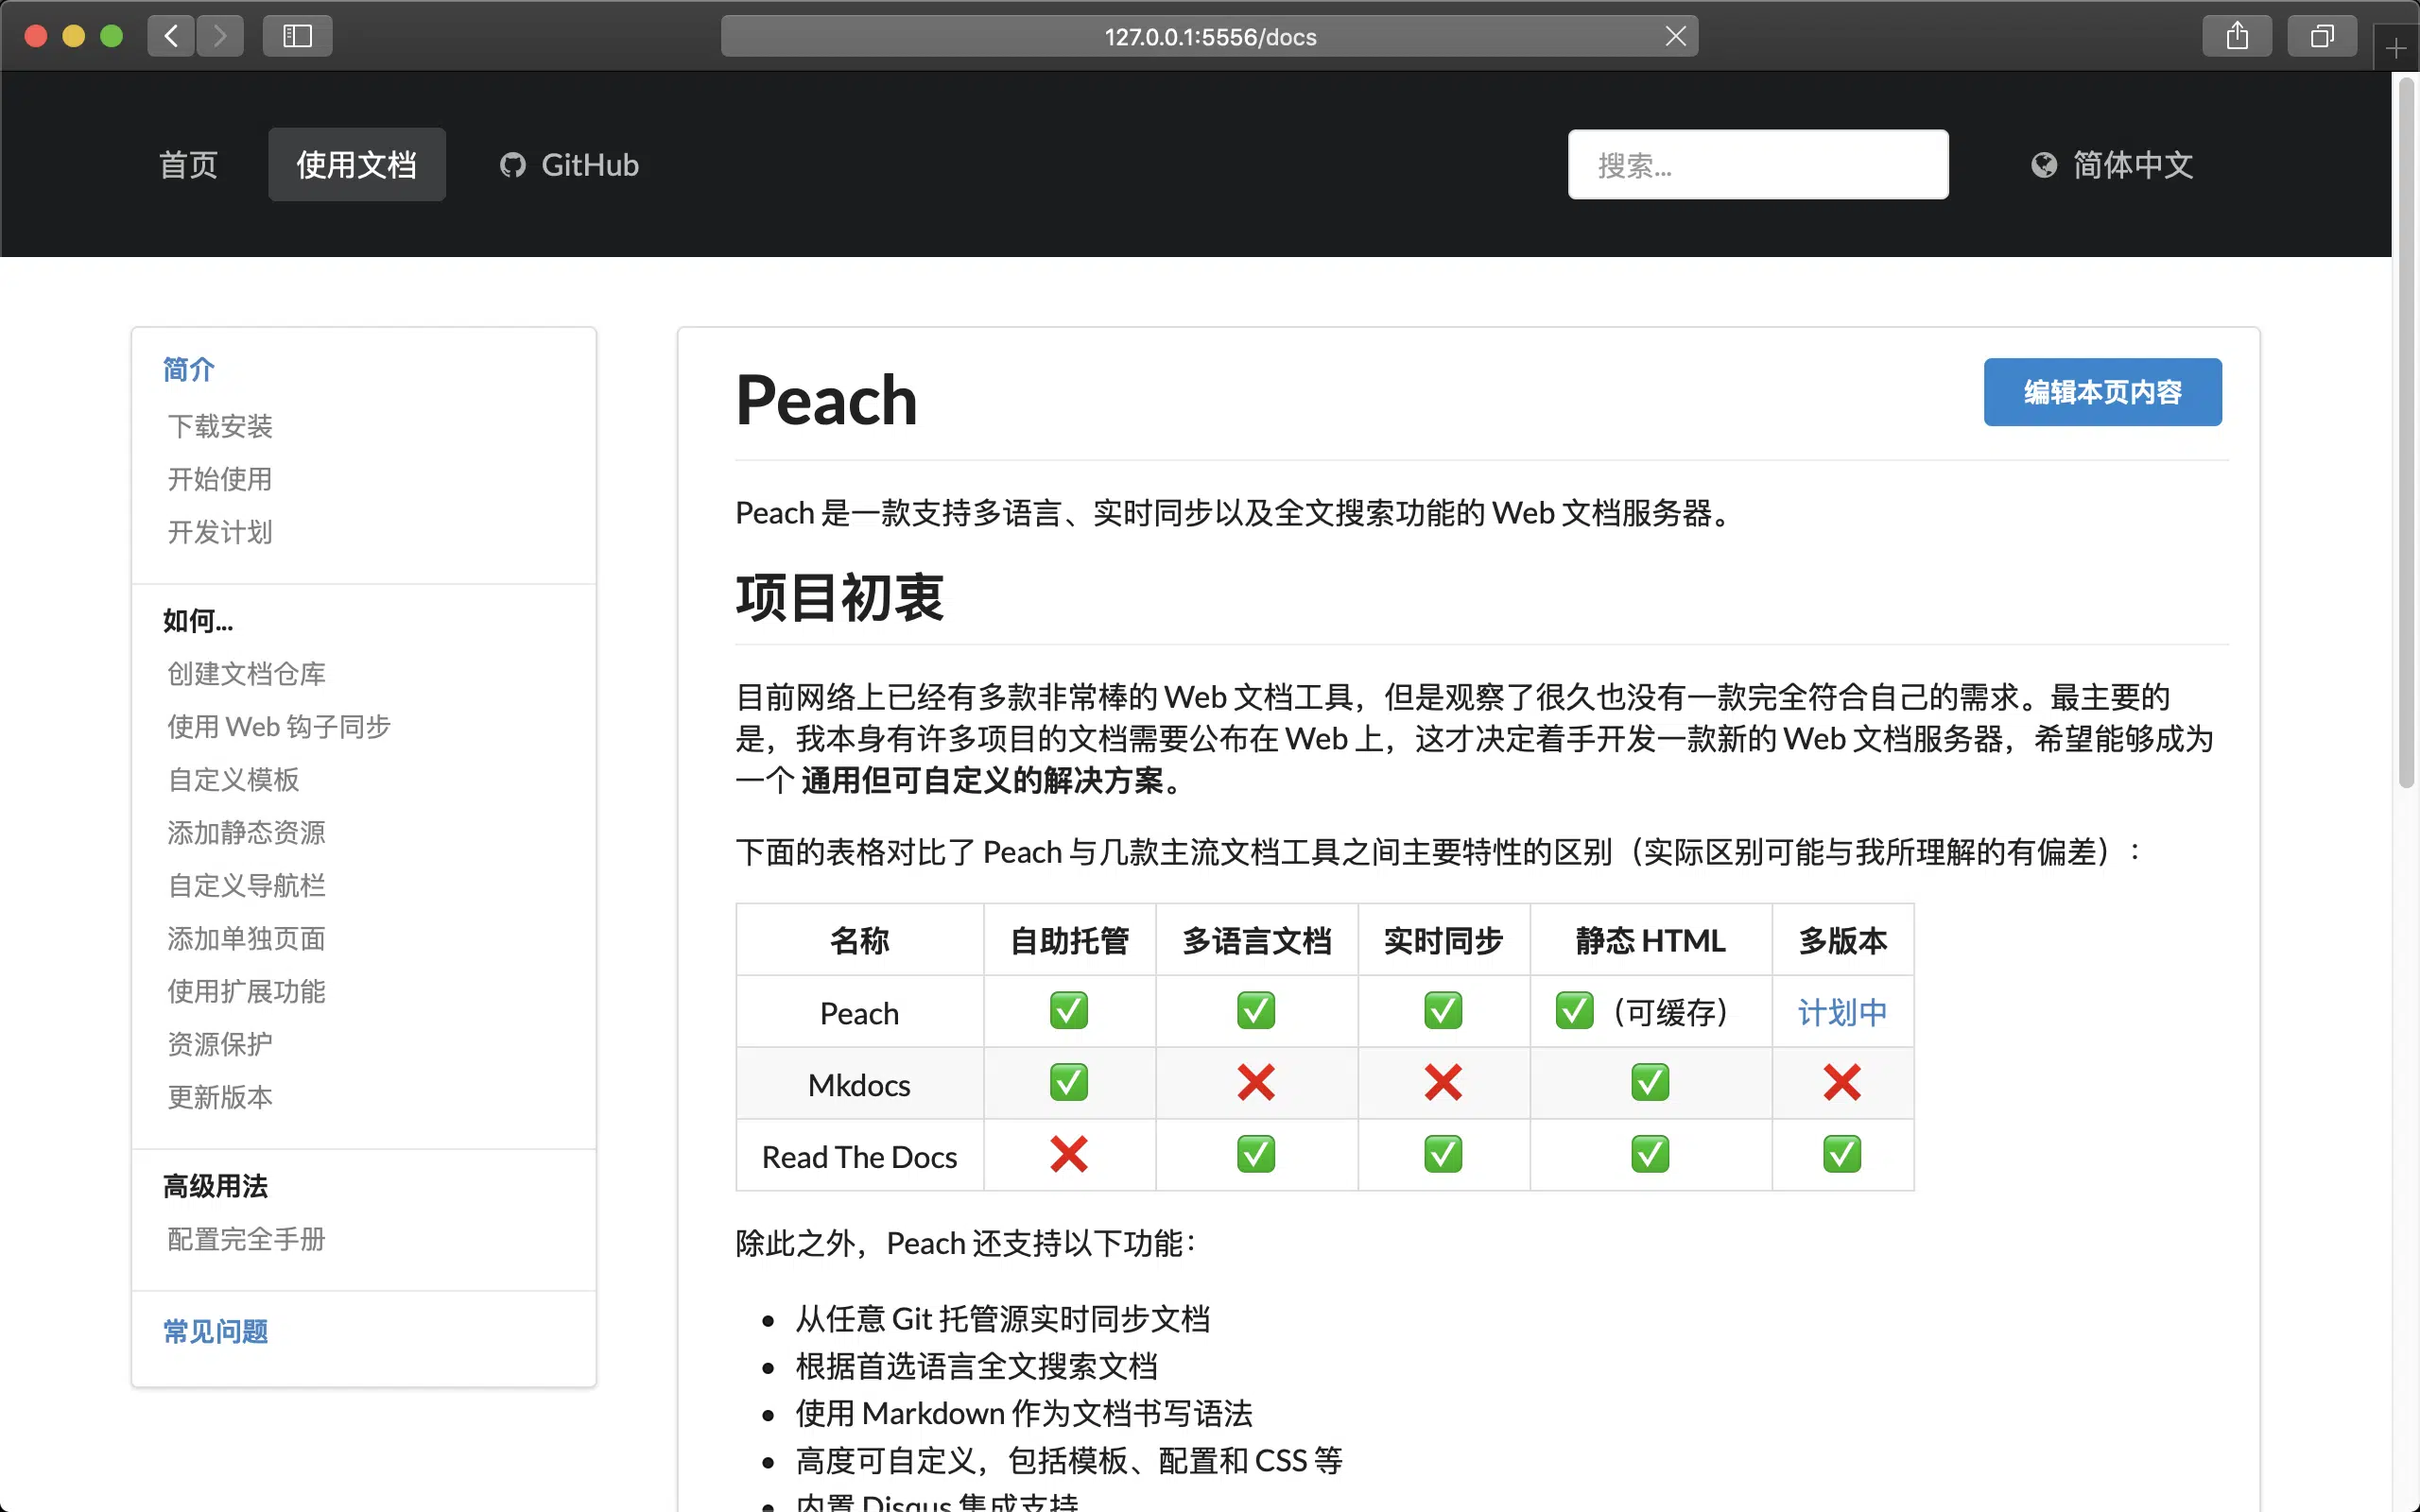 127.0.0.1:5556/docs
首页
使用文档
GitHub
搜索...
简体中文
简介
下载安装
开始使用
开发计划
如何...
创建文档仓库
使用 Web 钩子同步
自定义模板
添加静态资源
自定义导航栏
添加单独页面
使用扩展功能
资源保护
更新版本
高级用法
配置完全手册
常见问题
Peach
编辑本页内容
Peach 是一款支持多语言、实时同步以及全文搜索功能的 Web 文档服务器。
项目初衷
目前网络上已经有多款非常棒的 Web 文档工具，但是观察了很久也没有一款完全符合自己的需求。最主要的
是，我本身有许多项目的文档需要公布在 Web 上，这才决定着手开发一款新的 Web 文档服务器，希望能够成为
一个 通用但可自定义的解决方案。
下面的表格对比了 Peach 与几款主流文档工具之间主要特性的区别（实际区别可能与我所理解的有偏差）：
名称 自助托管 多语言文档 实时同步 静态 HTML 多版本
Peach ✅ ✅ ✅ ✅（可缓存） 计划中
Mkdocs ✅ ❌ ❌ ✅ ❌
Read The Docs ❌ ✅ ✅ ✅ ✅
除此之外，Peach 还支持以下功能：
• 从任意 Git 托管源实时同步文档
• 根据首选语言全文搜索文档
• 使用 Markdown 作为文档书写语法
• 高度可自定义，包括模板、配置和 CSS 等
• 内置 Disqus 集成支持